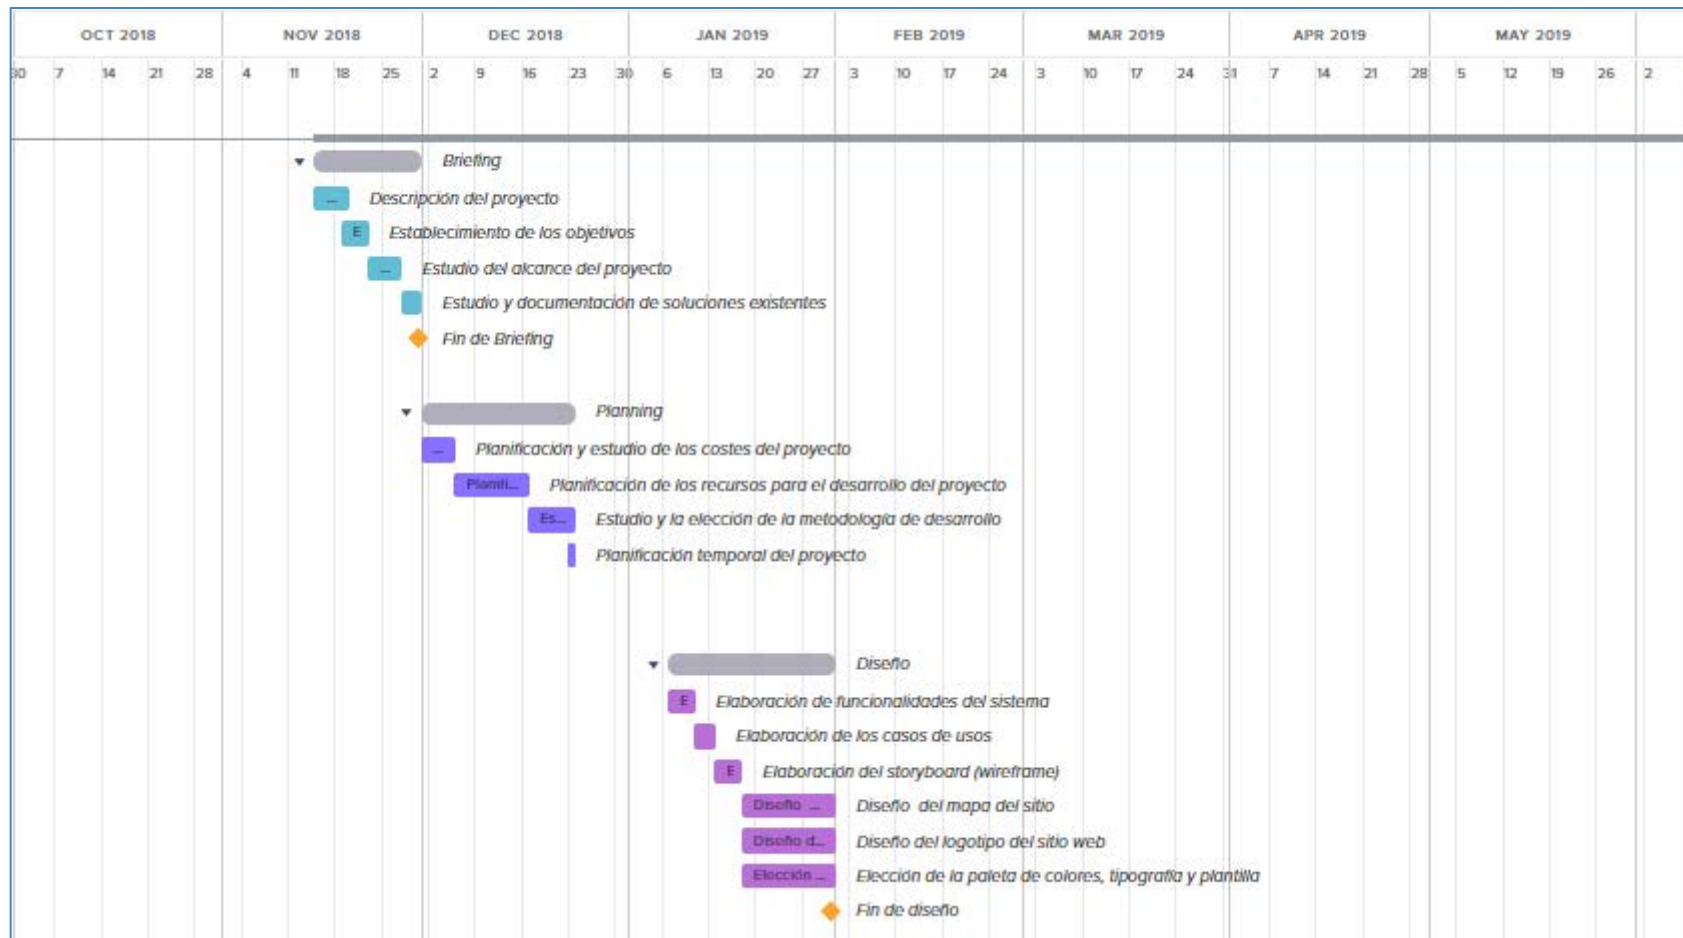 OCT 2018 NOV 2018 DEC 2018 JAN 2019 FEB 2019 MAR 2019 APR 2019 MAY 2019
30 7 14 21 28 4 11 18 25 2 9 16 23 30 6 13 20 27 3 10 17 24 3 10 17 24 31 7 14 21 28 5 12 19 26 2
Briefing
... Descripción del proyecto
E Establecimiento de los objetivos
... Estudio del alcance del proyecto
Estudio y documentación de soluciones existentes
Fin de Briefing
Planning
... Planificación y estudio de los costes del proyecto
Planifi... Planificación de los recursos para el desarrollo del proyecto
Es... Estudio y la elección de la metodología de desarrollo
Planificación temporal del proyecto
Diseño
E Elaboración de funcionalidades del sistema
Elaboración de los casos de usos
E Elaboración del storyboard (wireframe)
Diseño ... Diseño del mapa del sitio
Diseño d... Diseño del logotipo del sitio web
Elección ... Elección de la paleta de colores, tipografía y plantilla
Fin de diseño